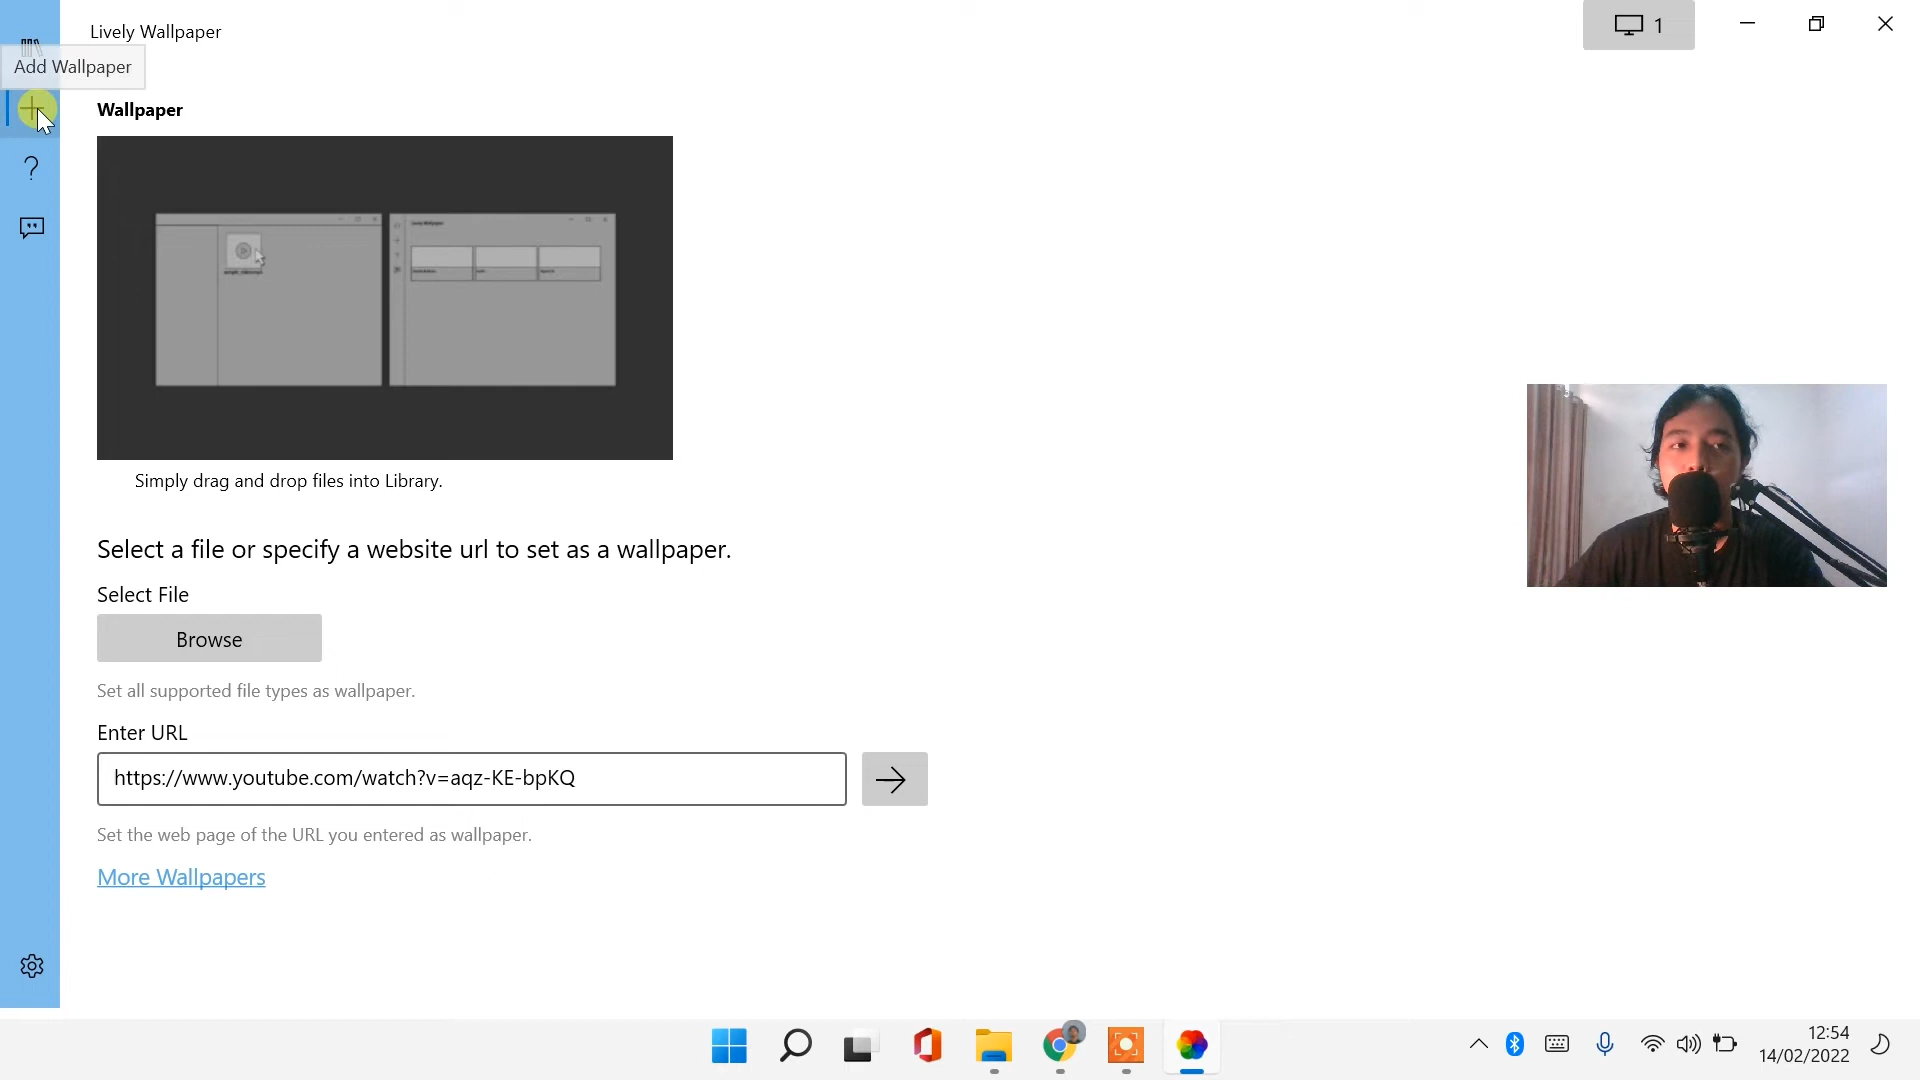 Lively Wallpaper
1
Add Wallpaper
Wallpaper
Simply drag and drop files into Library.
Select a file or specify a website url to set as a wallpaper.
Select File
Browse
Set all supported file types as wallpaper.
Enter URL
https://www.youtube.com/watch?v=aqz-KE-bpKQ
Set the web page of the URL you entered as wallpaper.
More Wallpapers
12:54
14/02/2022